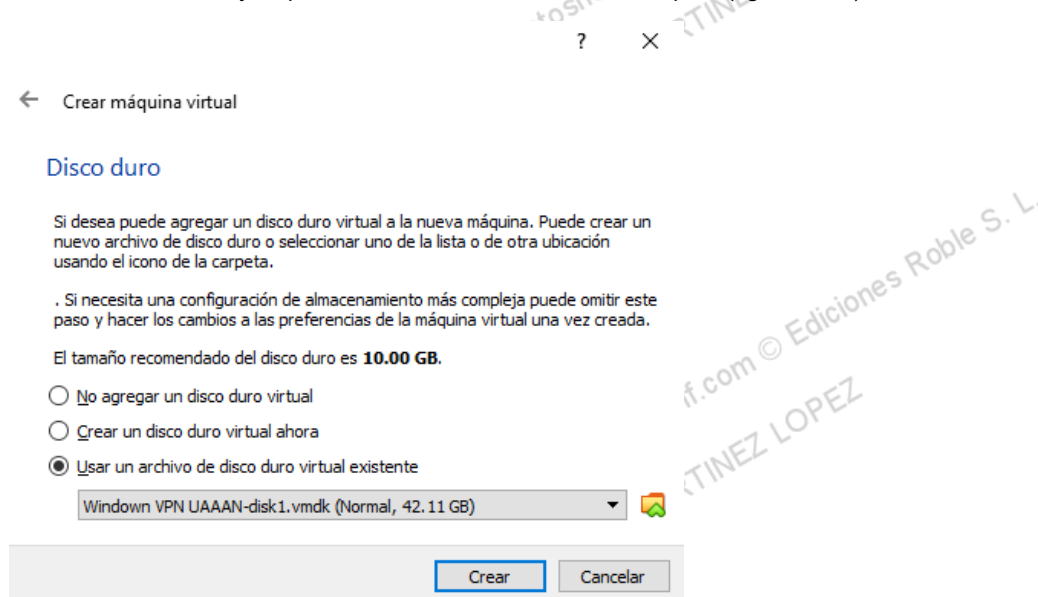 ? ×
← Crear máquina virtual
Disco duro
Si desea puede agregar un disco duro virtual a la nueva máquina. Puede crear un
nuevo archivo de disco duro o seleccionar uno de la lista o de otra ubicación
usando el icono de la carpeta.
. Si necesita una configuración de almacenamiento más compleja puede omitir este
paso y hacer los cambios a las preferencias de la máquina virtual una vez creada.
El tamaño recomendado del disco duro es 10.00 GB.
No agregar un disco duro virtual
Crear un disco duro virtual ahora
Usar un archivo de disco duro virtual existente
Windown VPN UAAAN-disk1.vmdk (Normal, 42.11 GB)
Crear Cancelar
f.com © Ediciones Roble S. L.
TINEZ LOPEZ